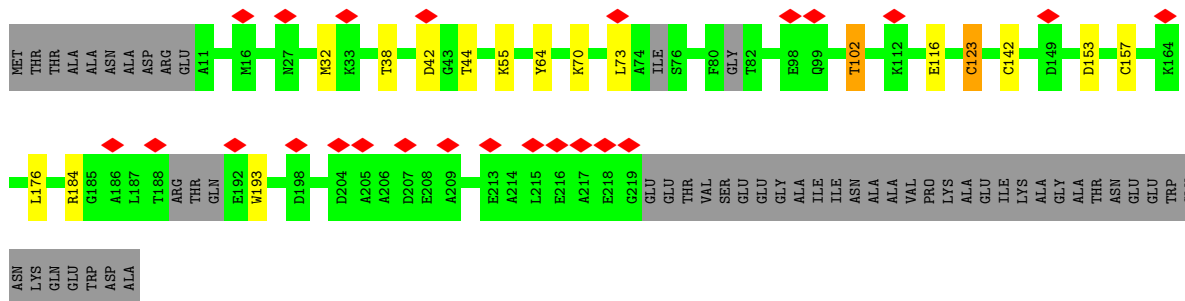 MET THR THR ALA ALA ASN ALA ASP ARG GLU A11 M16 N27 M32 K33 T38 D42 G43 T44 K55 Y64 K70 L73 A74 ILE S76 F80 GLY T82 E98 Q99 T102 K112 E116 C123 C142 D149 D153 C157 K164
L176 R184 G185 A186 L187 T188 ARG THR GLN E192 W193 D198 D204 A205 A206 D207 E208 A209 E213 A214 L215 E216 A217 E218 G219 GLU GLU THR VAL SER GLU GLU GLY ALA ILE ILE ASN ALA ALA VAL PRO LYS ALA GLU ILE LYS ALA GLY ALA THR ASN GLU GLU TRP
ASN LYS GLN GLU TRP ASP ALA